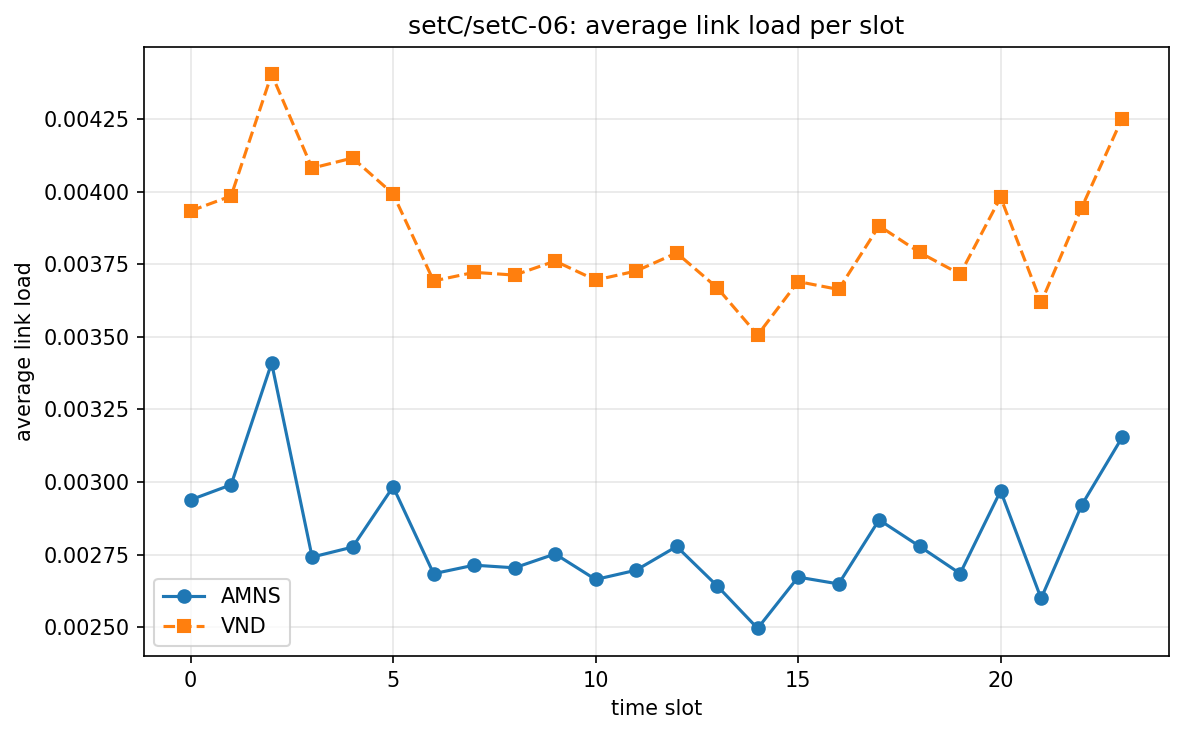 setC/setC-06: average link load per slot
average link load
0.00425
0.00400
0.00375
0.00350
0.00325
0.00300
0.00275
0.00250
AMNS
VND
0
5
10
15
20
time slot